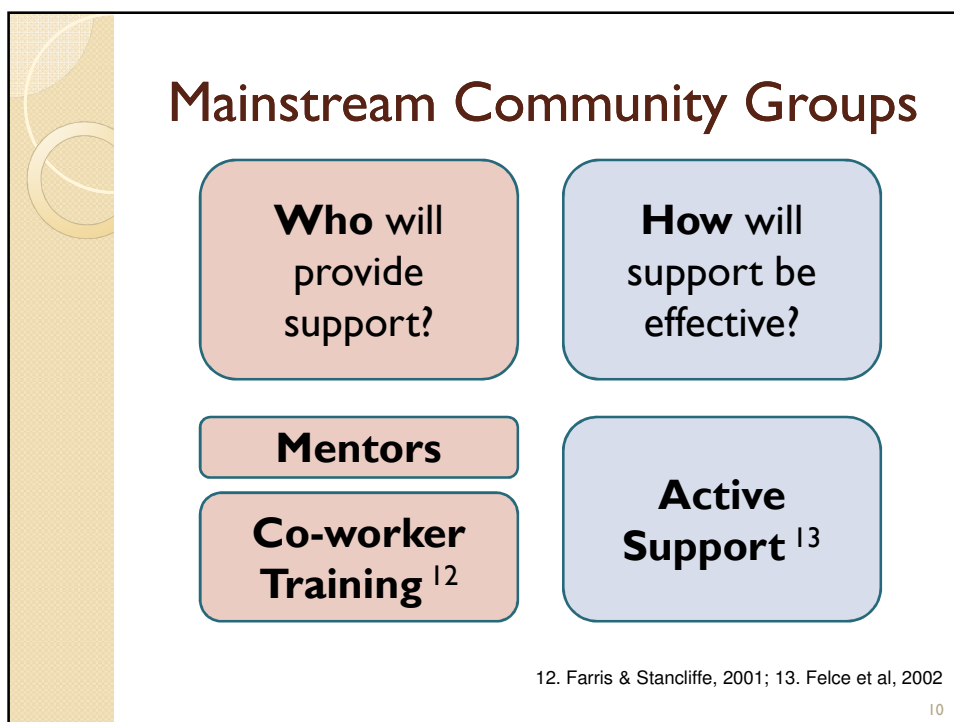 Mainstream Community Groups
Who will
provide
support?
How will
support be
effective?
Mentors
Co-worker
Training 12
Active
Support 13
12. Farris & Stancliffe, 2001; 13. Felce et al, 2002
10